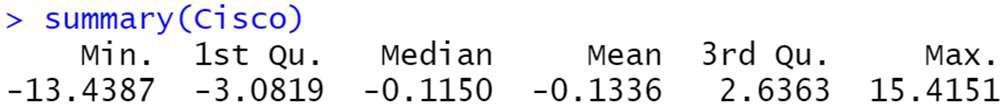 > summary(Cisco)
Min. 1st Qu. Median Mean 3rd Qu. Max.
-13.4387 -3.0819 -0.1150 -0.1336 2.6363 15.4151